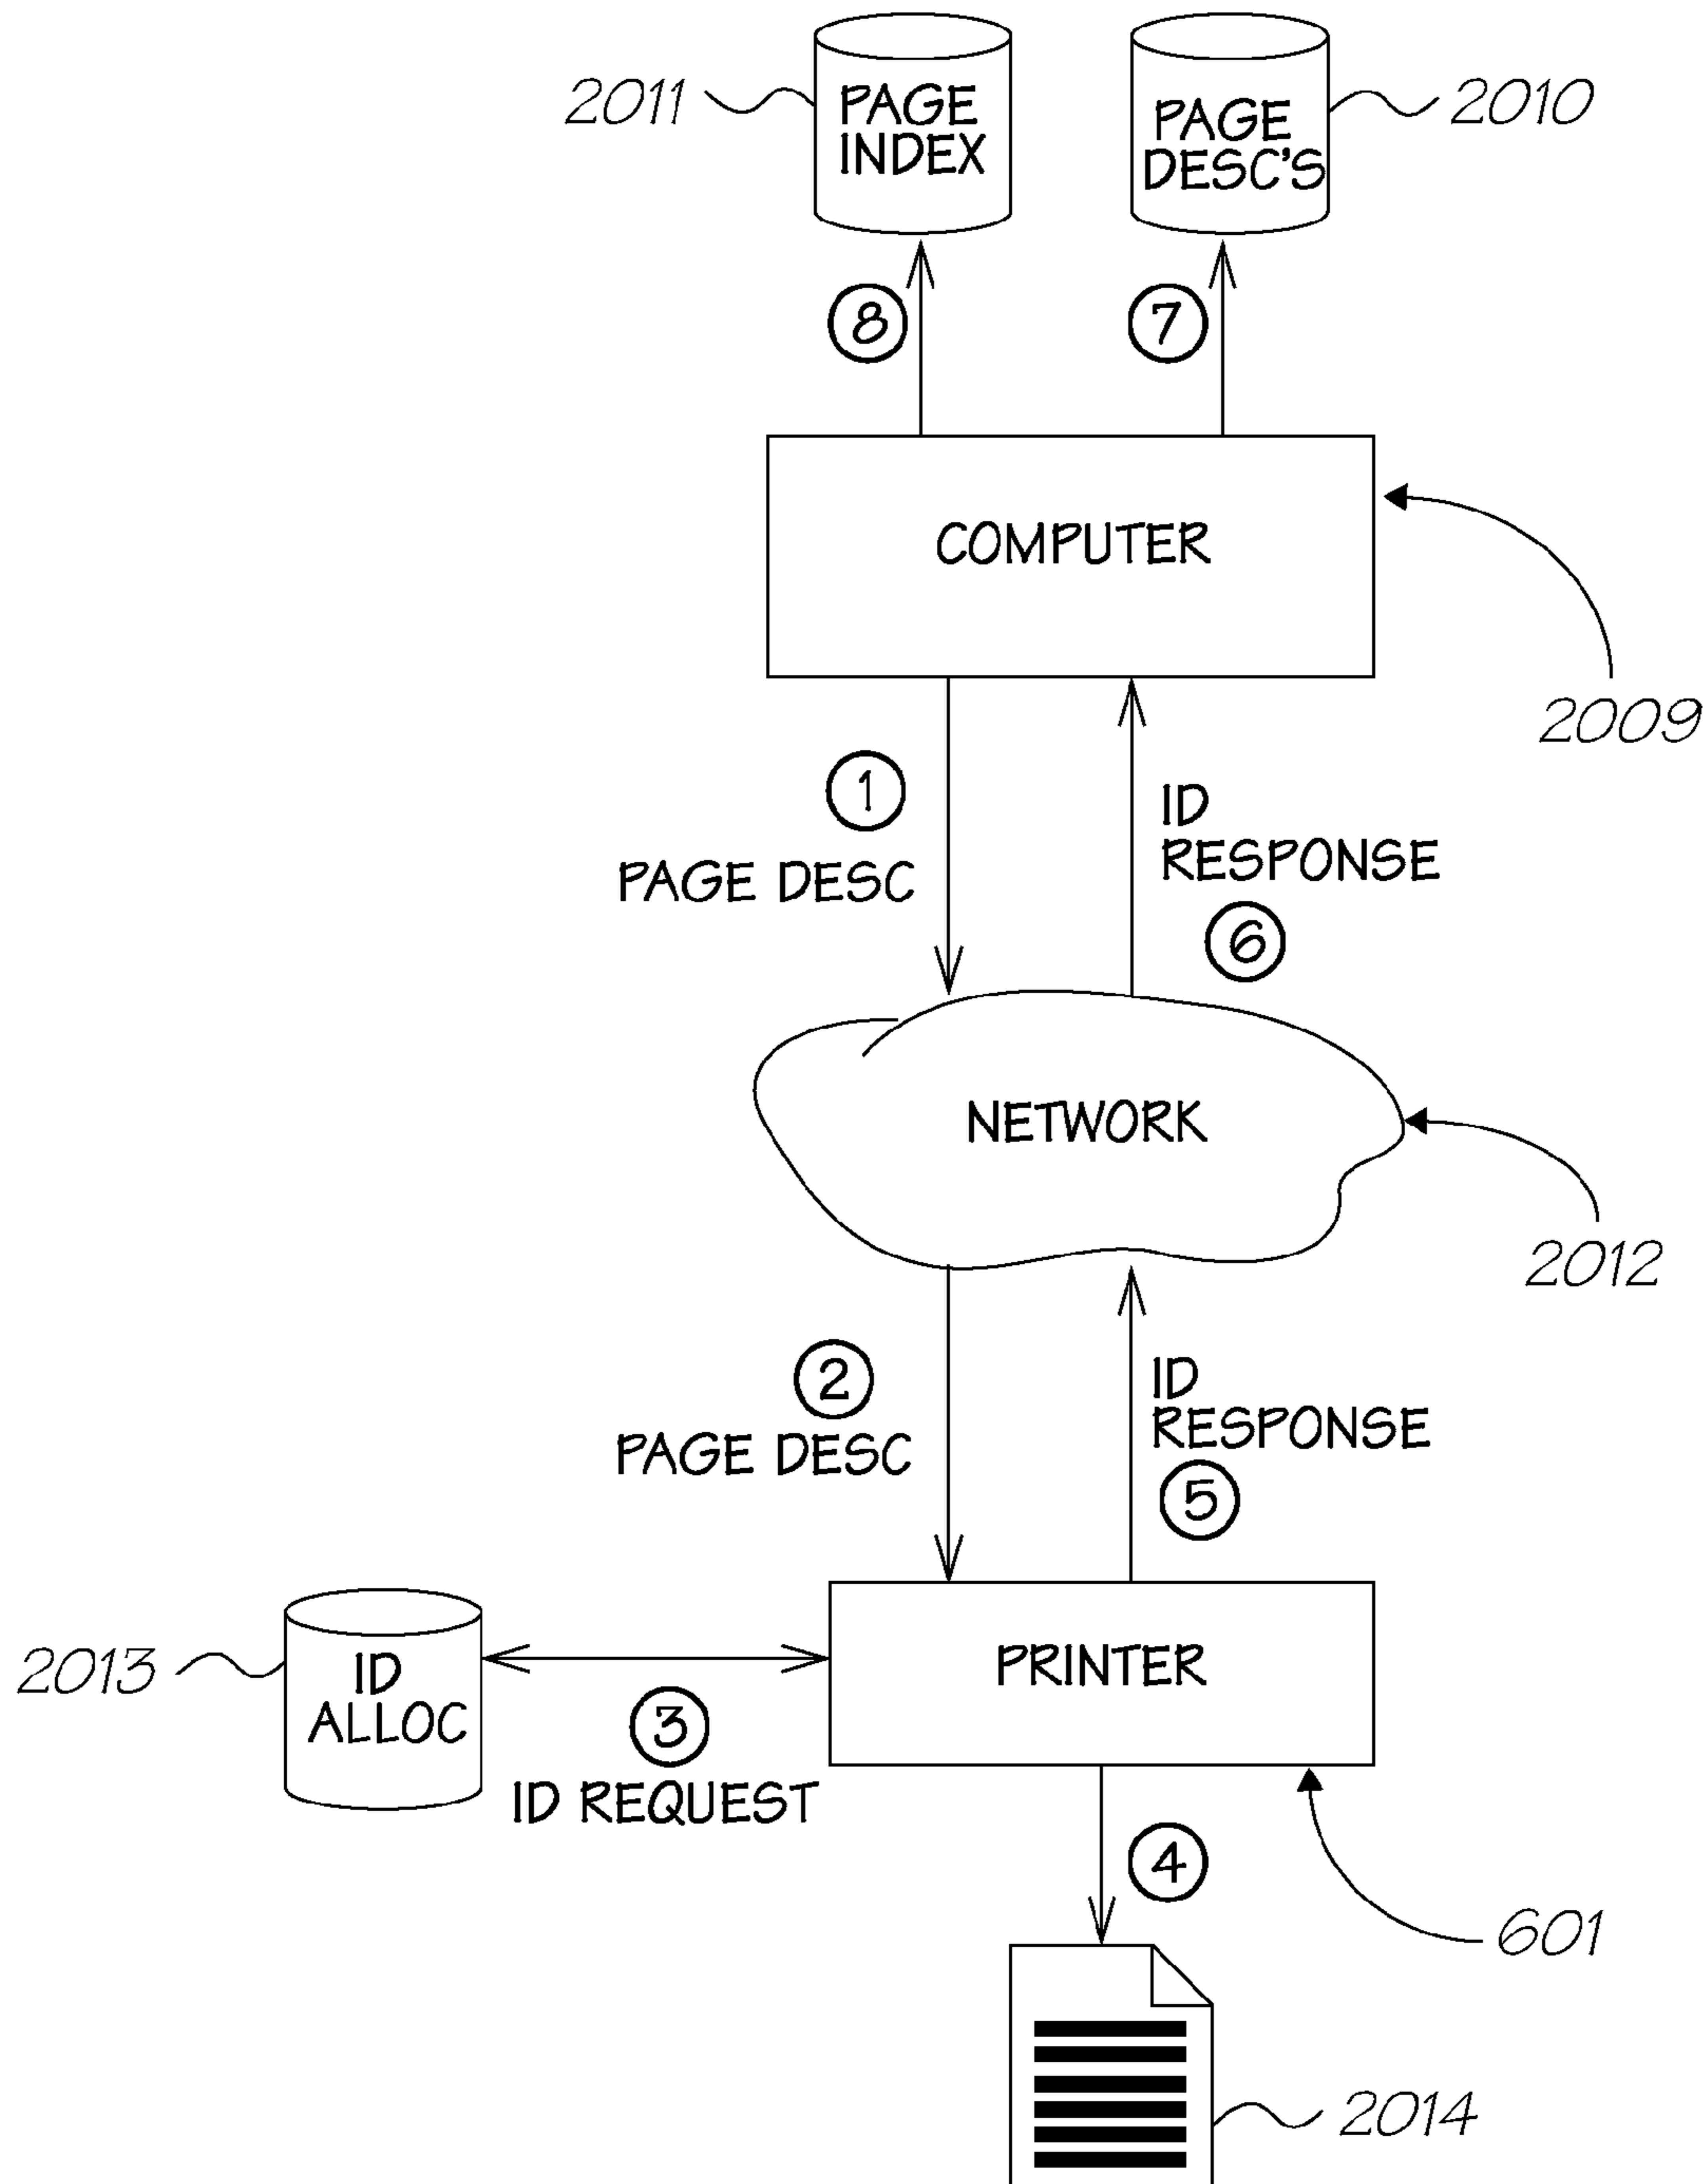 2011
PAGE
INDEX
PAGE
DESC'S
2010
8
7
COMPUTER
2009
1
PAGE DESC
ID
RESPONSE
6
NETWORK
2012
2
PAGE DESC
ID
RESPONSE
5
2013
ID
ALLOC
PRINTER
3
ID REQUEST
4
601
2014